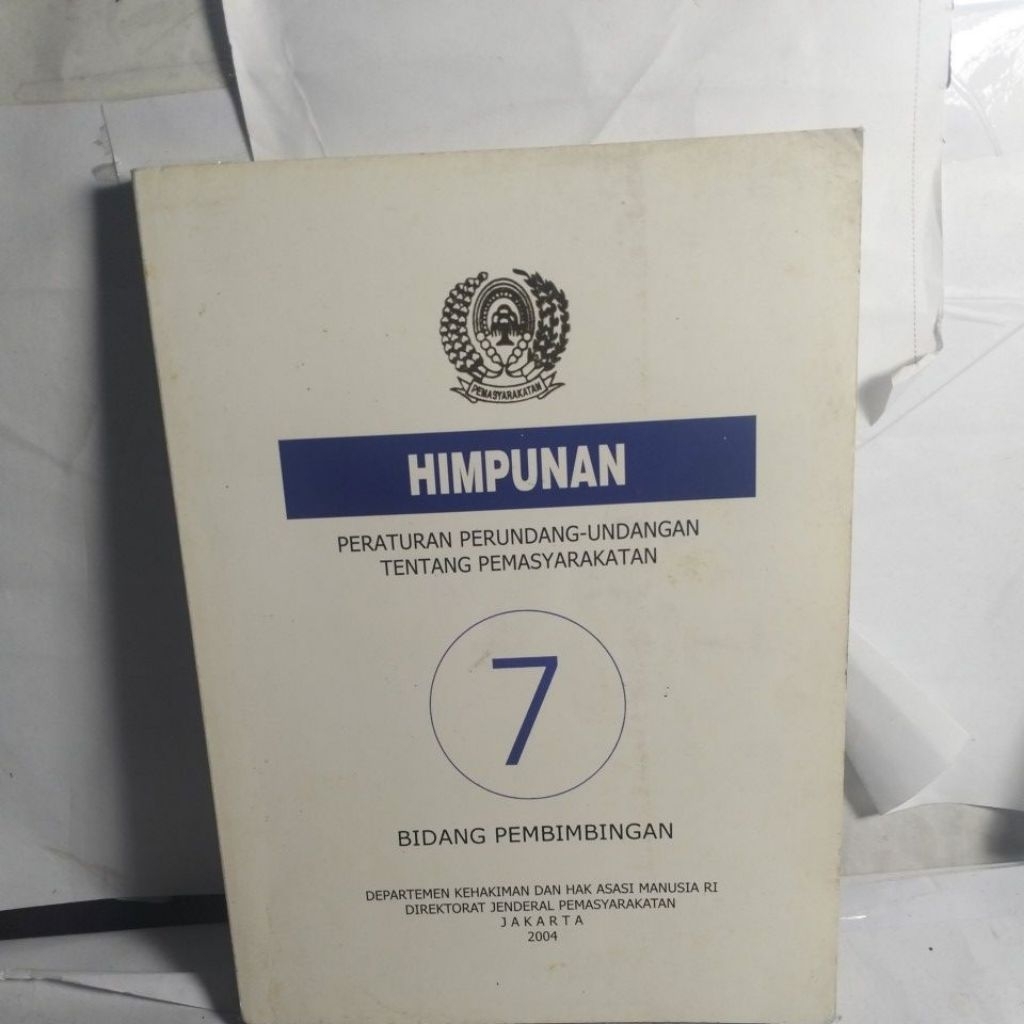 PEMASYARAKATAN
HIMPUNAN
PERATURAN PERUNDANG-UNDANGAN
TENTANG PEMASYARAKATAN
7
BIDANG PEMBIMBINGAN
DEPARTEMEN KEHAKIMAN DAN HAK ASASI MANUSIA RI
DIREKTORAT JENDERAL PEMASYARAKATAN
J A K A R T A
2004